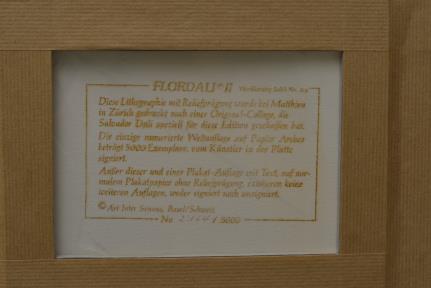 FLORDALI II
Diese Lithographie mit Reliefprägung wurde bei Matthieu
in Zürich gedruckt nach einer Original-Collage, die
Salvador Dali speziell für diese Edition geschaffen hat.
Die einzige numerierte Weltauflage auf Papier Arches
beträgt 5000 Exemplare, vom Künstler in der Platte
signiert.
Außer dieser und einer Plakat-Auflage mit Text, auf nor-
malem Plakatpapier ohne Reliefprägung, existieren keine
weiteren Auflagen, weder signiert noch unsigniert.
© Art Inter Services, Basel/Schweiz
No / 5000